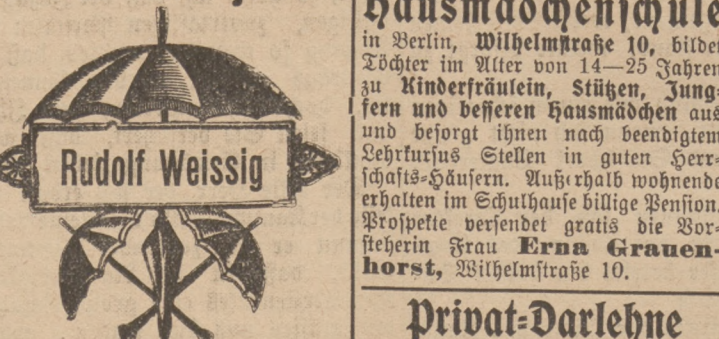 Rudolf Weissig
Hausmädchenschule
in Berlin, Wilhelmstraße 10, bildet
Töchter im Alter von 14—25 Jahren
zu Kinderfräulein, Stützen, Jung-
fern und besseren Hausmädchen aus
und besorgt ihnen nach beendigtem
Lehrkursus Stellen in guten Herr-
schafts-Häusern. Außerhalb wohnende
erhalten im Schulhause billige Pension.
Prospekte versendet gratis die Vor-
steherin Frau Erna Grauen-
horst, Wilhelmstraße 10.
Privat-Darlehne